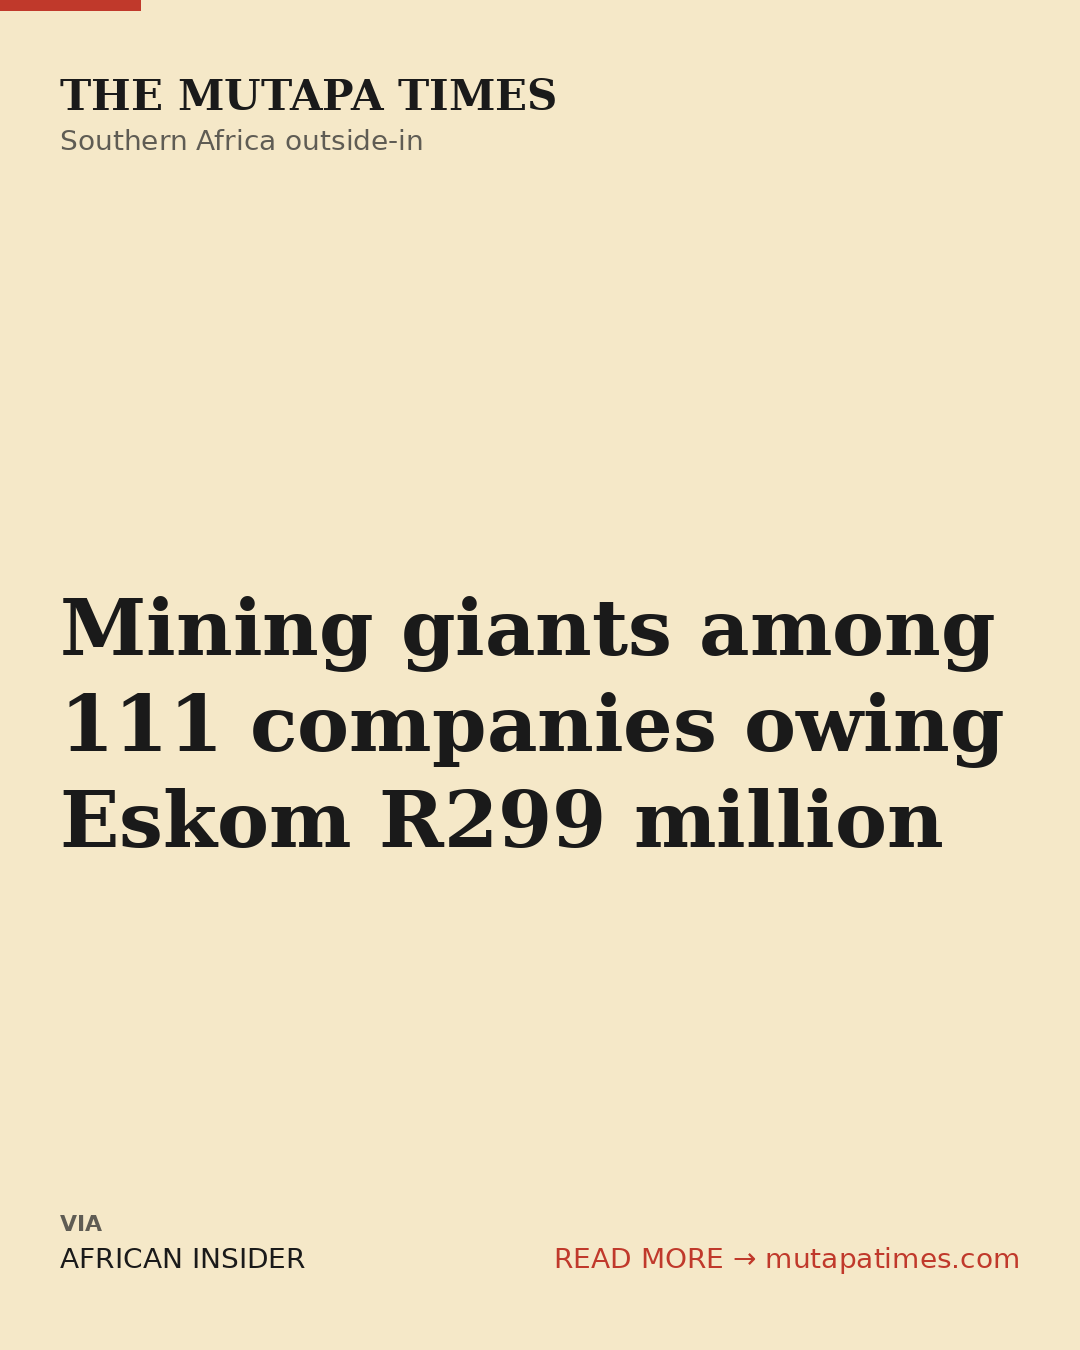 THE MUTAPA TIMES
Southern Africa outside-in
Mining giants among
111 companies owing
Eskom R299 million
VIA
AFRICAN INSIDER
READ MORE → mutapatimes.com